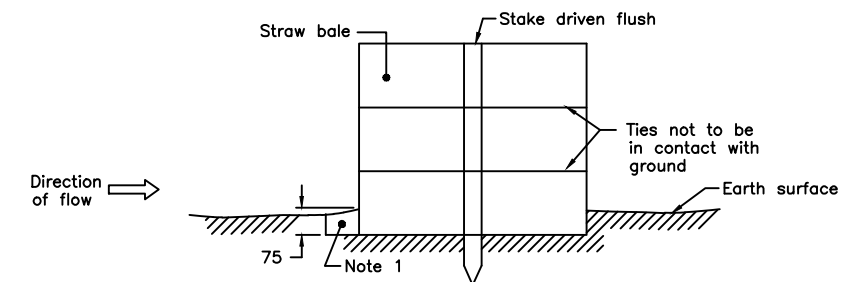 Stake driven flush
Straw bale
Ties not to be
in contact with
ground
Direction
of flow
Earth surface
75
Note 1